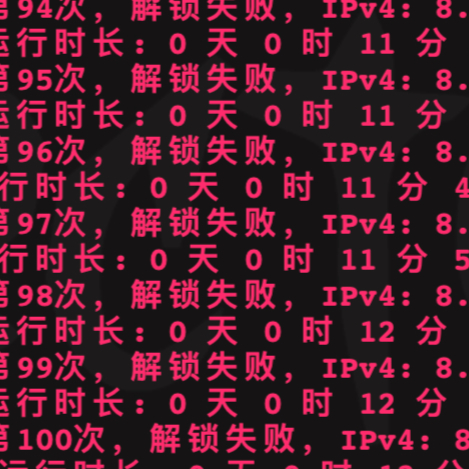 第94次, 解锁失败, IPv4: 8.
运行时长: 0 天 0 时 11 分
第95次, 解锁失败, IPv4: 8.
运行时长: 0 天 0 时 11 分
第96次, 解锁失败, IPv4: 8.
行时长: 0 天 0 时 11 分 4
第97次, 解锁失败, IPv4: 8.
行时长: 0 天 0 时 11 分 5
第98次, 解锁失败, IPv4: 8.
运行时长: 0 天 0 时 12 分
第99次, 解锁失败, IPv4: 8.
运行时长: 0 天 0 时 12 分
第100次, 解锁失败, IPv4: 8